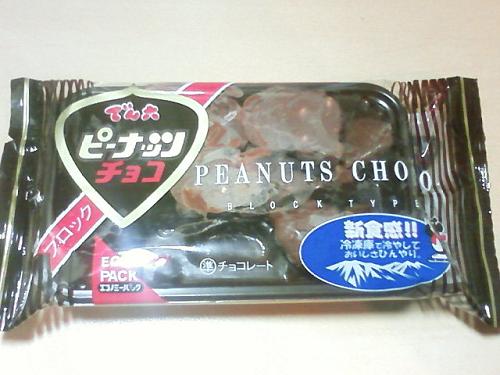 でん六
ピーナッツ
チョコ
ブロック
PEANUTS CHO
BLOCK TYPE
PACK
エコノミーパック
準 チョコレート
新食感!!
冷凍庫で冷やして
おいしさひんやり。